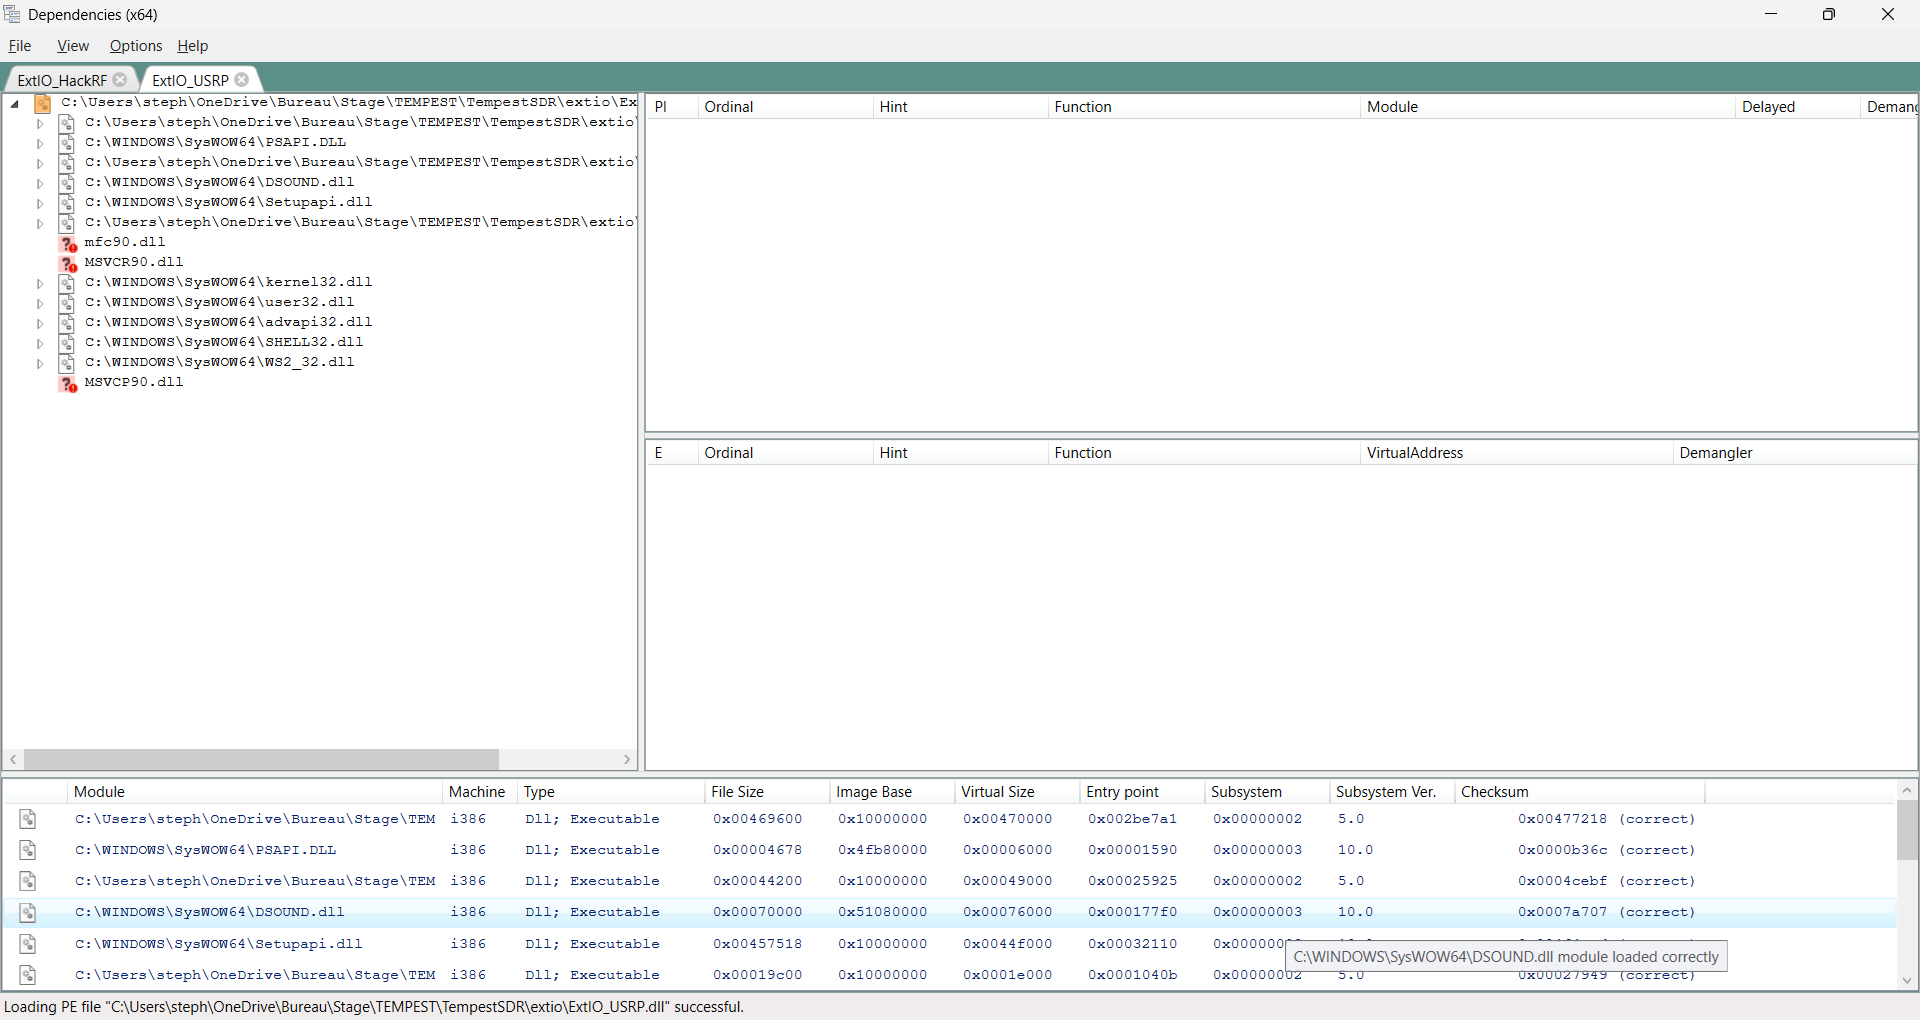 Dependencies (x64)
File View Options Help
ExtIO_HackRF ExtIO_USRP
C:\Users\steph\OneDrive\Bureau\Stage\TEMPEST\TempestSDR\extio\Ex
C:\Users\steph\OneDrive\Bureau\Stage\TEMPEST\TempestSDR\extio\
C:\WINDOWS\SysWOW64\PSAPI.DLL
C:\Users\steph\OneDrive\Bureau\Stage\TEMPEST\TempestSDR\extio\
C:\WINDOWS\SysWOW64\DSOUND.dll
C:\WINDOWS\SysWOW64\Setupapi.dll
C:\Users\steph\OneDrive\Bureau\Stage\TEMPEST\TempestSDR\extio\
mfc90.dll
MSVCR90.dll
C:\WINDOWS\SysWOW64\kernel32.dll
C:\WINDOWS\SysWOW64\user32.dll
C:\WINDOWS\SysWOW64\advapi32.dll
C:\WINDOWS\SysWOW64\SHELL32.dll
C:\WINDOWS\SysWOW64\WS2_32.dll
MSVCP90.dll
PI Ordinal Hint Function Module Delayed Demang
E Ordinal Hint Function VirtualAddress Demangler
Module Machine Type File Size Image Base Virtual Size Entry point Subsystem Subsystem Ver. Checksum
C:\Users\steph\OneDrive\Bureau\Stage\TEM i386 Dll; Executable 0x00469600 0x10000000 0x00470000 0x002be7a1 0x00000002 5.0 0x00477218 (correct)
C:\WINDOWS\SysWOW64\PSAPI.DLL i386 Dll; Executable 0x00004678 0x4fb80000 0x00006000 0x00001590 0x00000003 10.0 0x0000b36c (correct)
C:\Users\steph\OneDrive\Bureau\Stage\TEM i386 Dll; Executable 0x00044200 0x10000000 0x00049000 0x00025925 0x00000002 5.0 0x0004cebf (correct)
C:\WINDOWS\SysWOW64\DSOUND.dll i386 Dll; Executable 0x00070000 0x51080000 0x00076000 0x000177f0 0x00000003 10.0 0x0007a707 (correct)
C:\WINDOWS\SysWOW64\Setupapi.dll i386 Dll; Executable 0x00457518 0x10000000 0x0044f000 0x00032110
C:\WINDOWS\SysWOW64\DSOUND.dll module loaded correctly
C:\Users\steph\OneDrive\Bureau\Stage\TEM i386 Dll; Executable 0x00019c00 0x10000000 0x0001e000 0x0001040b 0x00000002 5.0 0x00027949 (correct)
Loading PE file "C:\Users\steph\OneDrive\Bureau\Stage\TEMPEST\TempestSDR\extio\ExtIO_USRP.dll" successful.